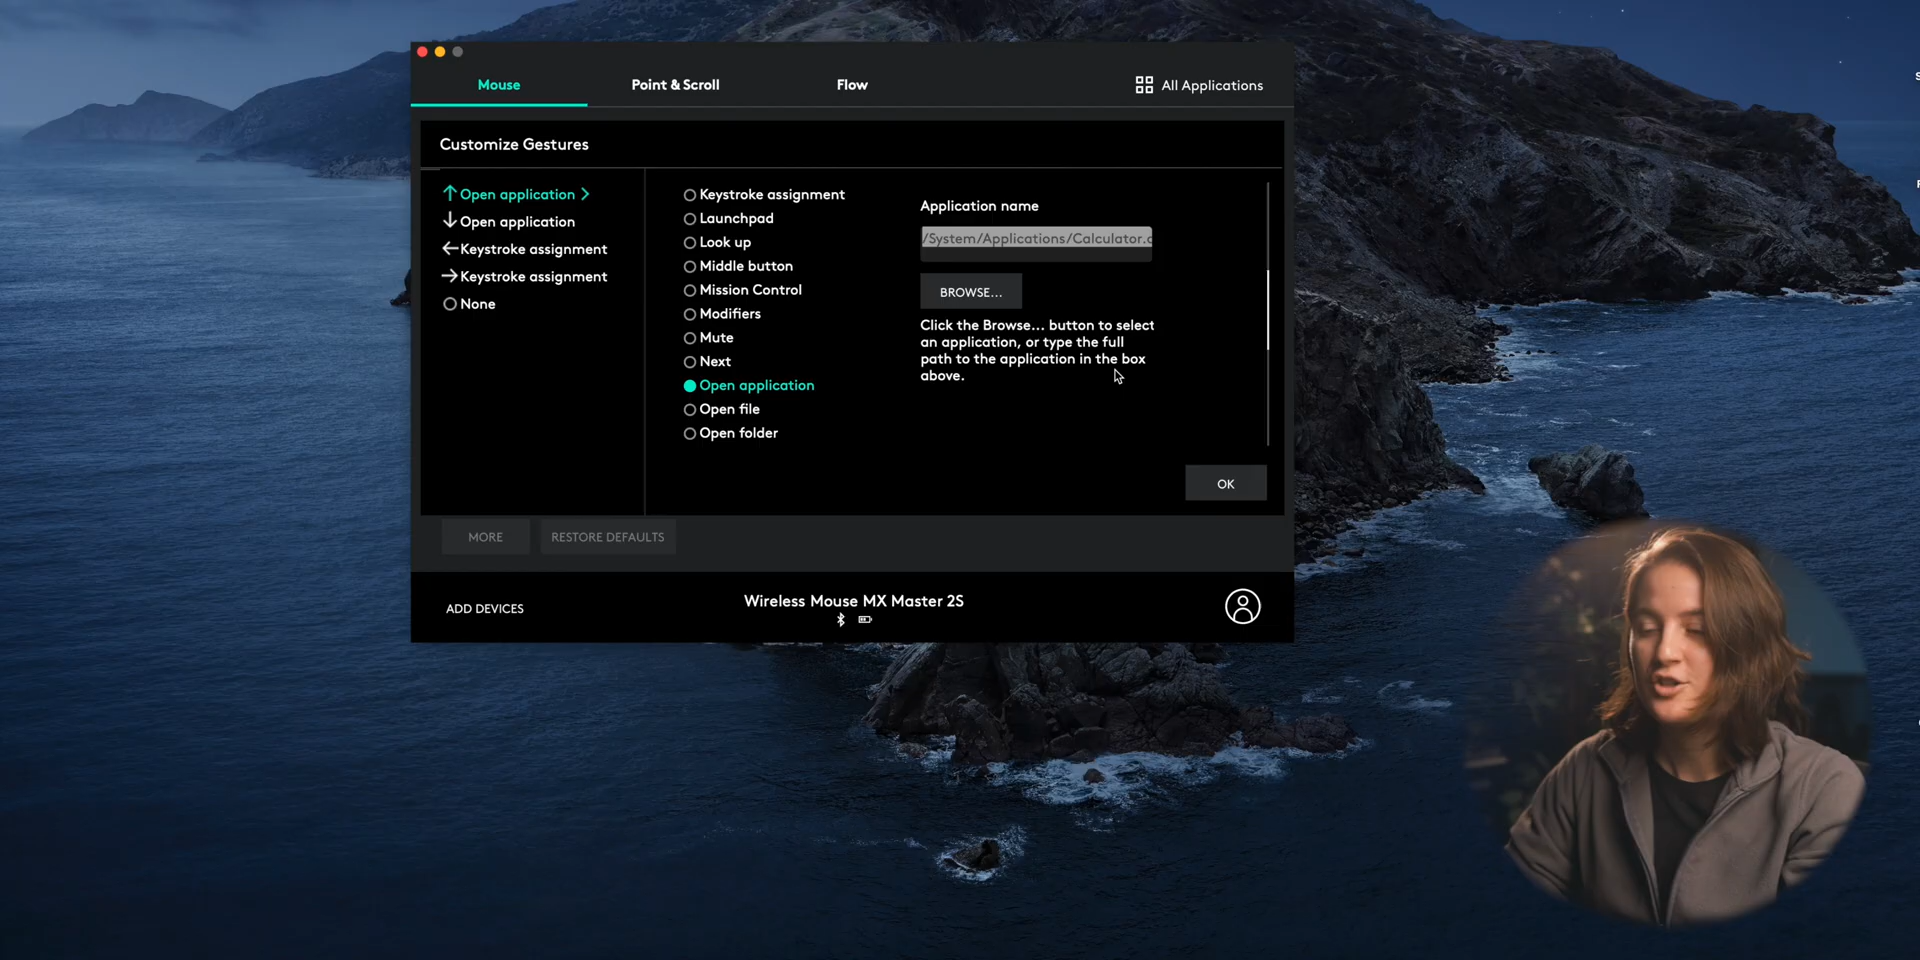 Mouse
Point & Scroll
Flow
All Applications
Customize Gestures
Open application
Open application
Keystroke assignment
Keystroke assignment
None
Keystroke assignment
Launchpad
Look up
Middle button
Mission Control
Modifiers
Mute
Next
Open application
Open file
Open folder
Application name
/System/Applications/Calculator.
BROWSE...
Click the Browse... button to select
an application, or type the full
path to the application in the box
above.
OK
MORE
RESTORE DEFAULTS
ADD DEVICES
Wireless Mouse MX Master 2S